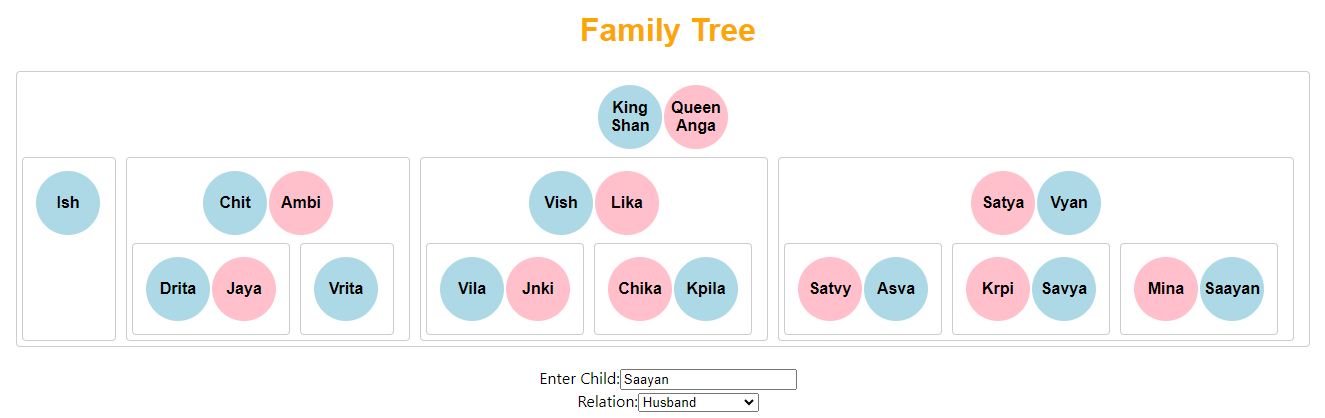 Family Tree
King Queen
Shan Anga
Ish Chit Ambi Vish Lika Satya Vyan
Drita Jaya Vrita Vila Jnki Chika Kpila Satvy Asva Krpi Savya Mina Saayan
Enter Child: Saayan
Relation: Husband